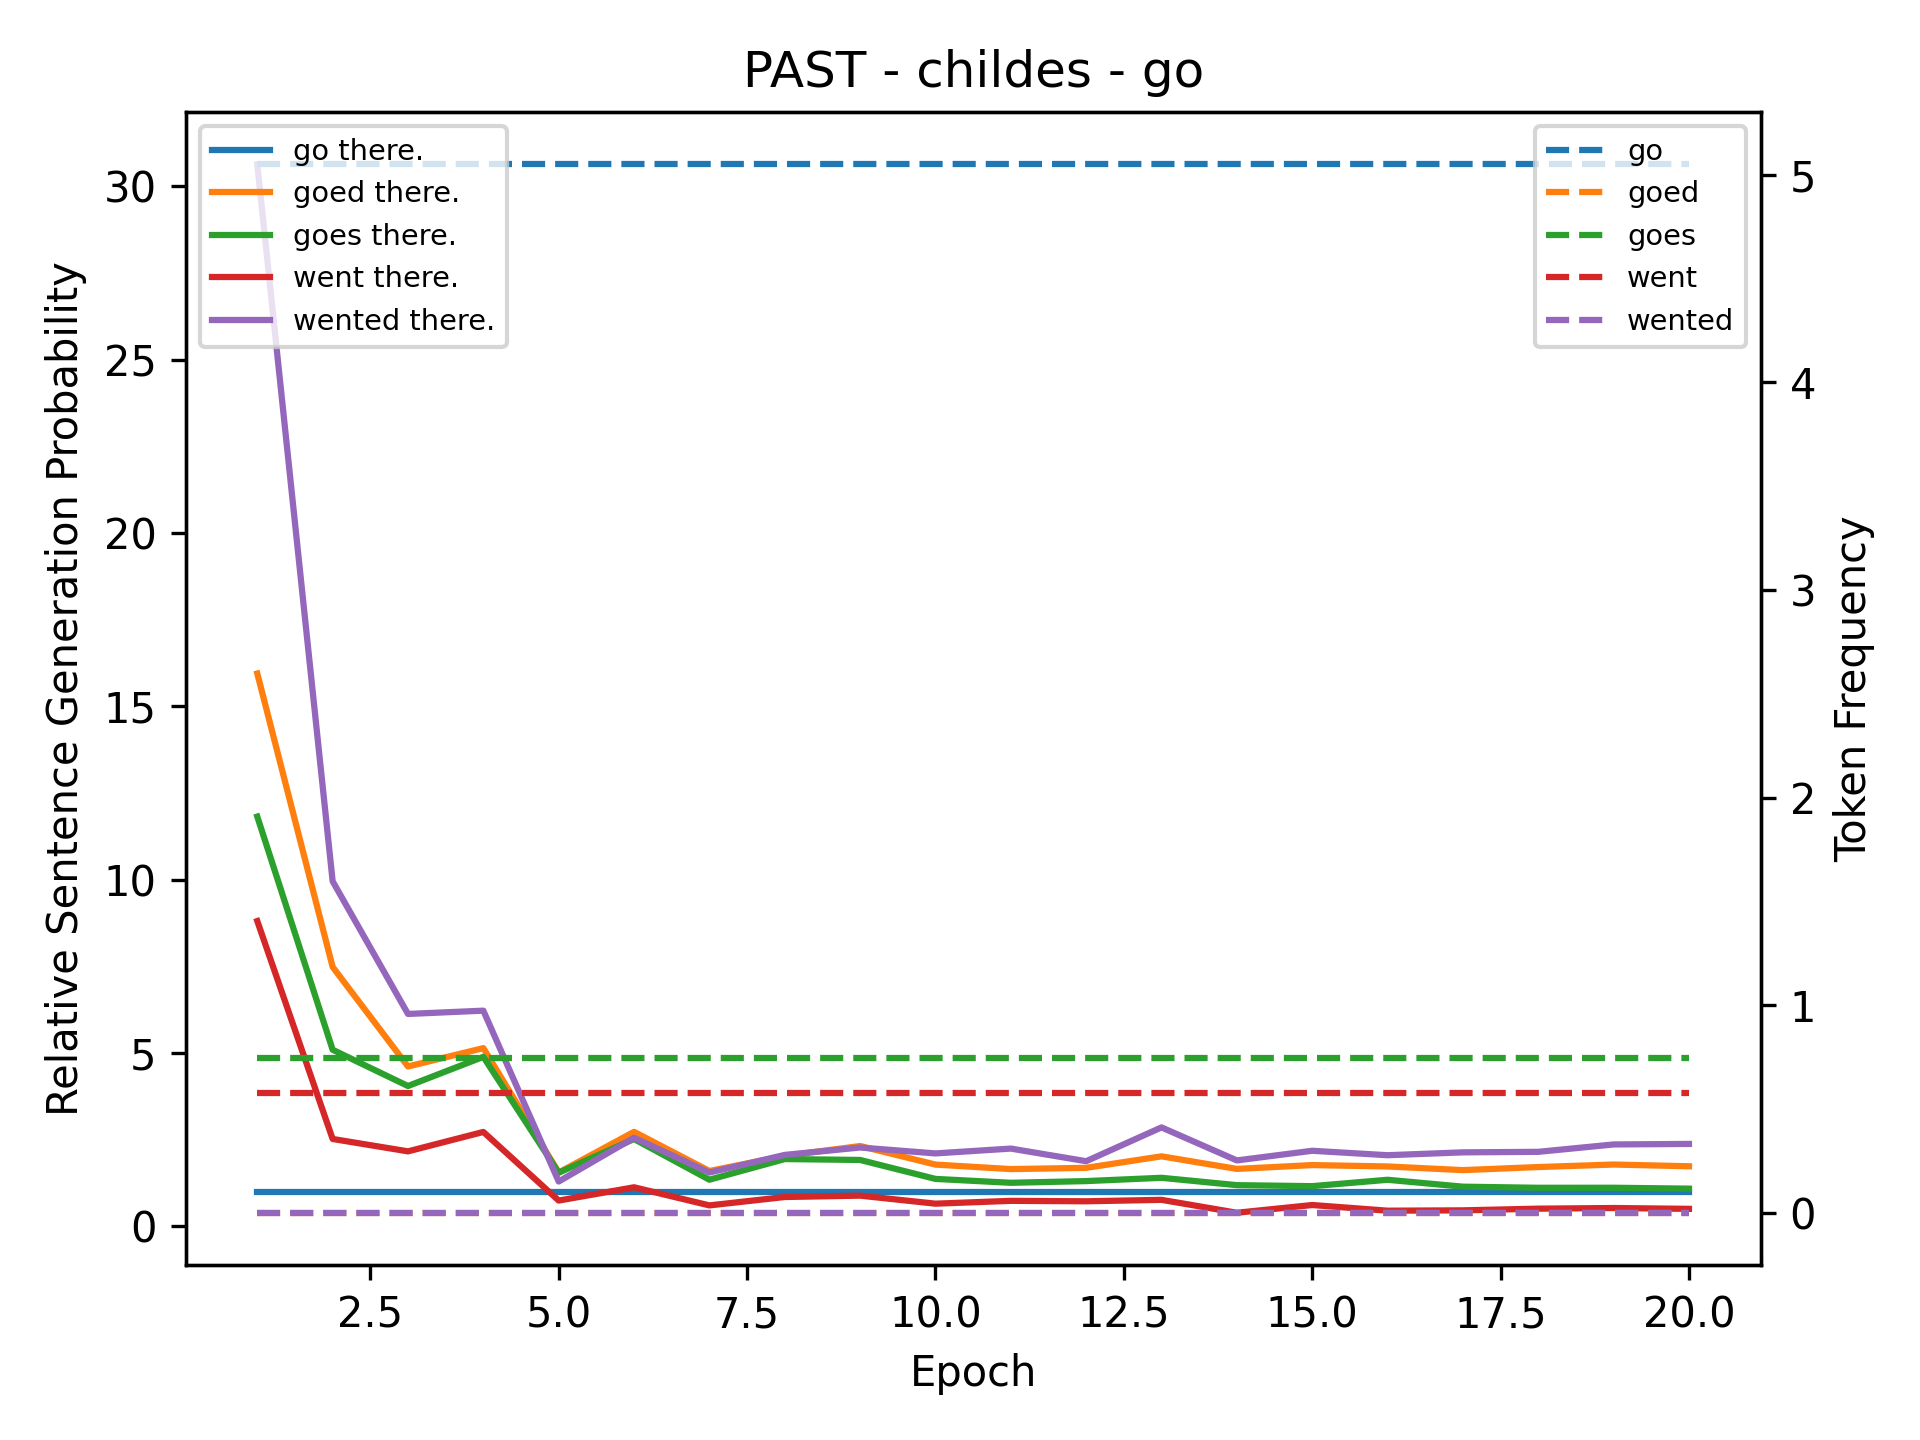 PAST - childes - go
go there.
goed there.
goes there.
went there.
wented there.
go
goed
goes
went
wented
Relative Sentence Generation Probability
30
25
20
15
10
5
0
5
4
3
2
1
0
Token Frequency
2.5 5.0 7.5 10.0 12.5 15.0 17.5 20.0
Epoch